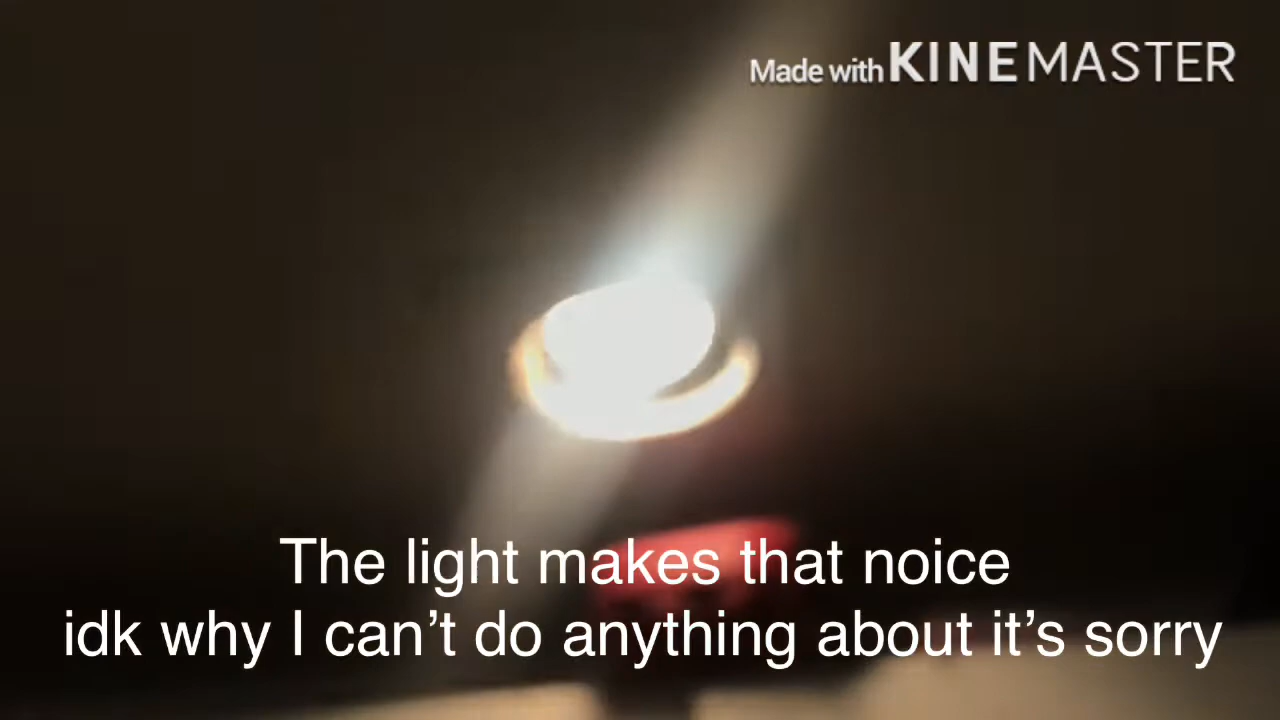 Made with KINEMASTER
The light makes that noice
idk why I can’t do anything about it’s sorry